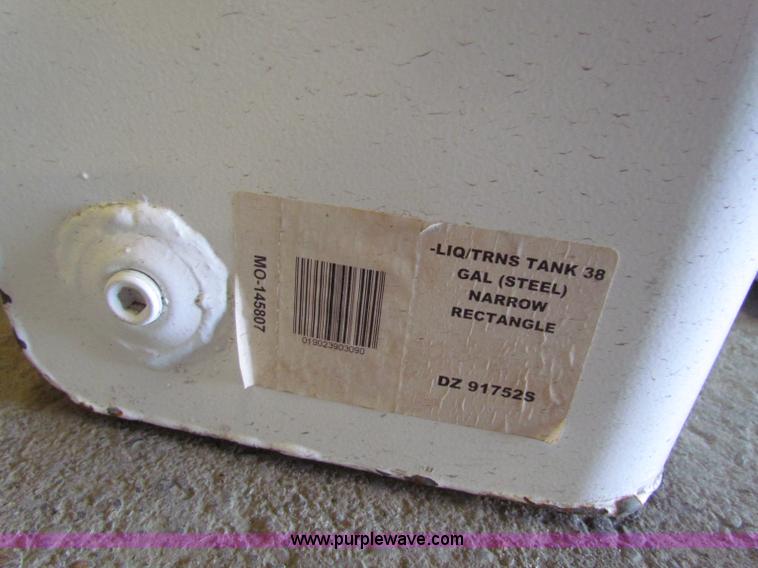 -LIQ/TRNS TANK 38
GAL (STEEL)
NARROW
RECTANGLE
DZ 91752S
MO-145807
019023903090
www.purplewave.com